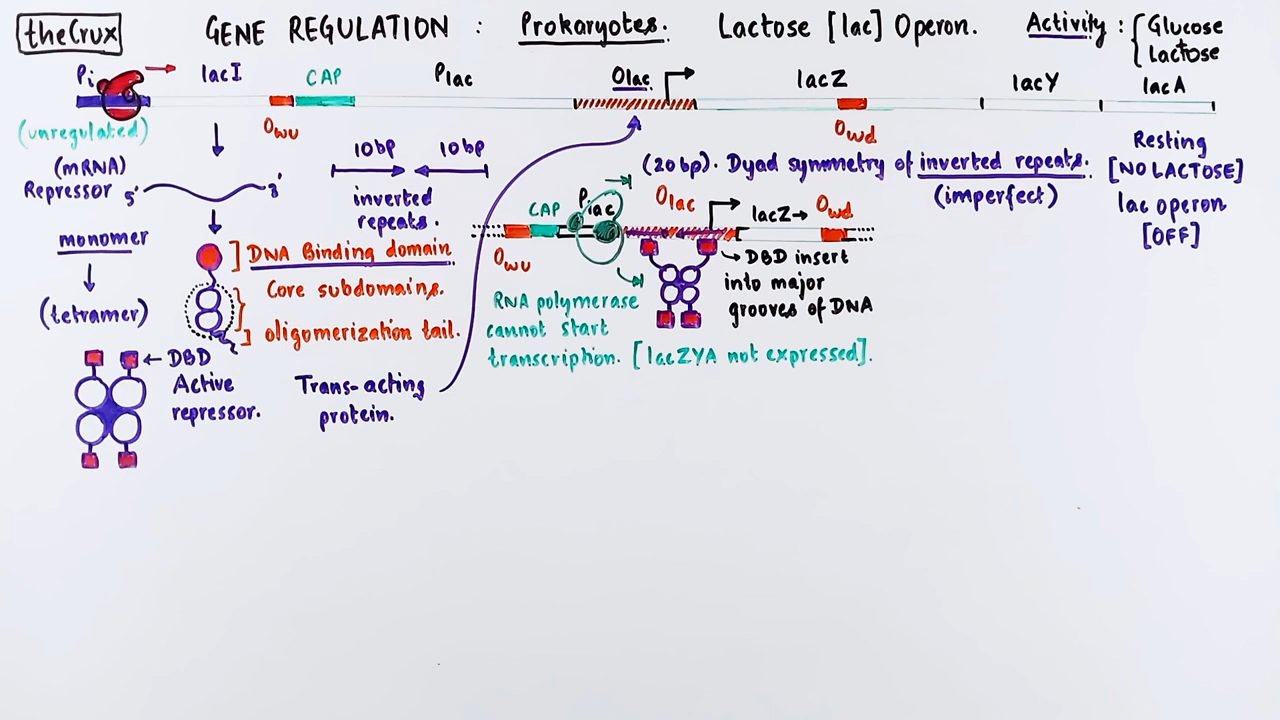 theCrux
GENE REGULATION : Prokaryotes. Lactose [lac] Operon.
Activity : { Glucose
+
Lactose
Pi
lacI
CAP
Plac
Olac
lacZ
lacY
lacA
(unregulated)
Owu
Owd
(mRNA)
Repressor 5' 3'
10bp 10bp
inverted
repeats.
(20bp). Dyad symmetry of inverted repeats.
(imperfect)
Resting
[NO LACTOSE]
lac operon
[OFF]
monomer
(tetramer)
DNA Binding domain
Core subdomains.
oligomerization tail.
← DBD
Active
repressor.
Trans-acting
protein.
CAP
Plac
Olac
lacZ→
Owd
Owu
→ DBD insert
into major
grooves of DNA
RNA polymerase
cannot start
transcription. [lacZYA not expressed].